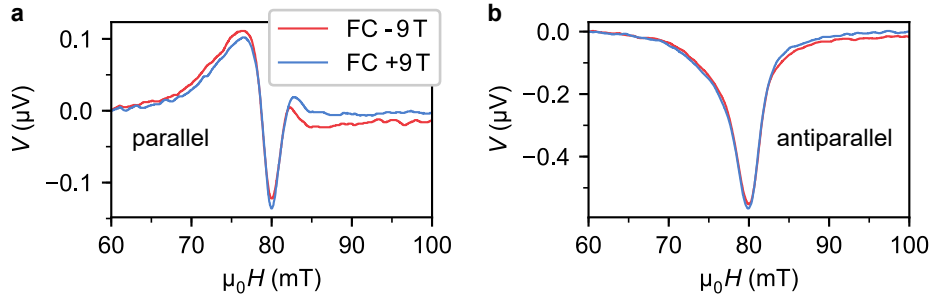 a
FC -9 T
FC +9 T
parallel
V (µV)
0.1
0.0
−0.1
60 70 80 90 100
µ0H (mT)
b
antiparallel
V (µV)
0.0
−0.2
−0.4
60 70 80 90 100
µ0H (mT)